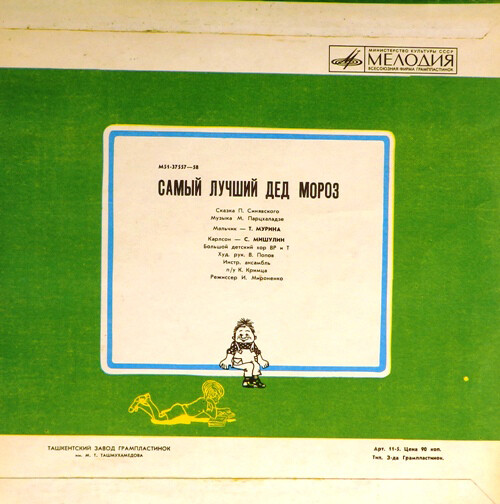 МИНИСТЕРСТВО КУЛЬТУРЫ СССР
МЕЛОДИЯ
ВСЕСОЮЗНАЯ ФИРМА ГРАМПЛАСТИНОК
М51-37557—58
САМЫЙ ЛУЧШИЙ ДЕД МОРОЗ
Сказка П. Синявского
Музыка М. Парцхаладзе
Мальчик — Т. МУРИНА
Карлсон — С. МИШУЛИН
Большой детский хор ВР и Т
Худ. рук. В. Попов
Инстр. ансамбль
п/у К. Кримца
Режиссер И. Мироненко
ТАШКЕНТСКИЙ ЗАВОД ГРАМПЛАСТИНОК
им. М. Т. ТАШМУХАМЕДОВА
Арт. 11-5. Цена 90 коп.
Тип. З-да Грампластинок.